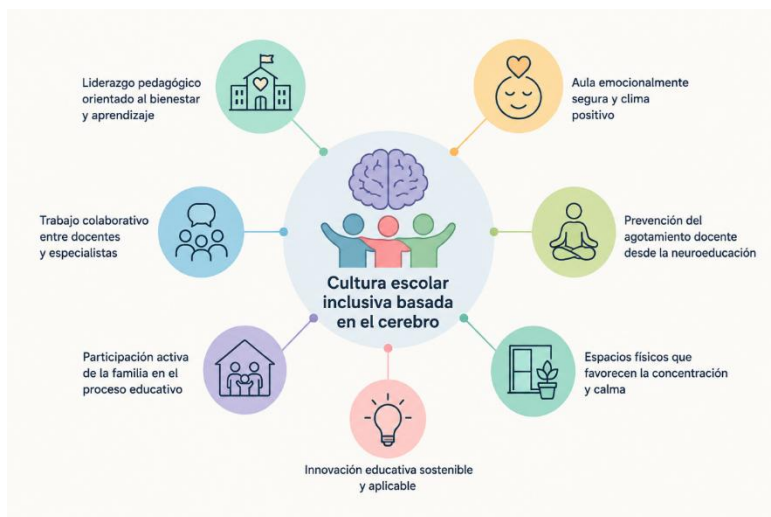 Liderazgo pedagógico
orientado al bienestar
y aprendizaje
Aula emocionalmente
segura y clima
positivo
Trabajo colaborativo
entre docentes
y especialistas
Prevención del
agotamiento docente
desde la neuroeducación
Cultura escolar
inclusiva basada
en el cerebro
Participación activa
de la familia en el
proceso educativo
Espacios físicos que
favorecen la concentración
y calma
Innovación educativa sostenible
y aplicable